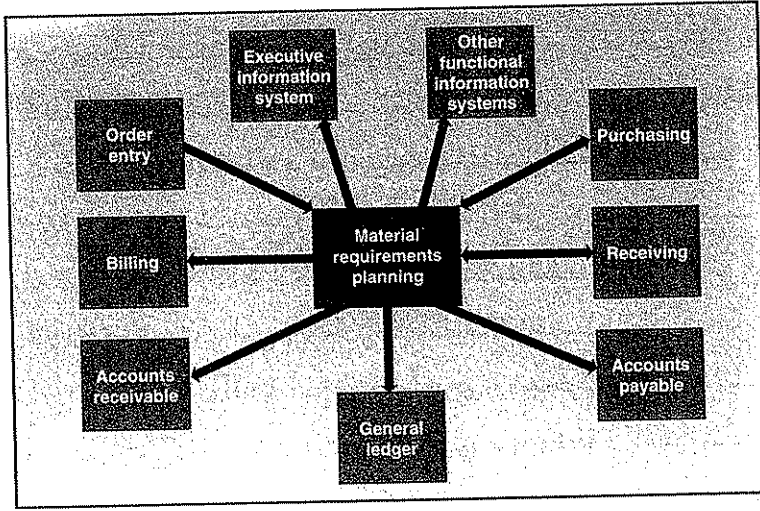 Executive
information
system
Other
functional
information
systems
Order
entry
Purchasing
Material
requirements
planning
Billing
Receiving
Accounts
receivable
Accounts
payable
General
ledger